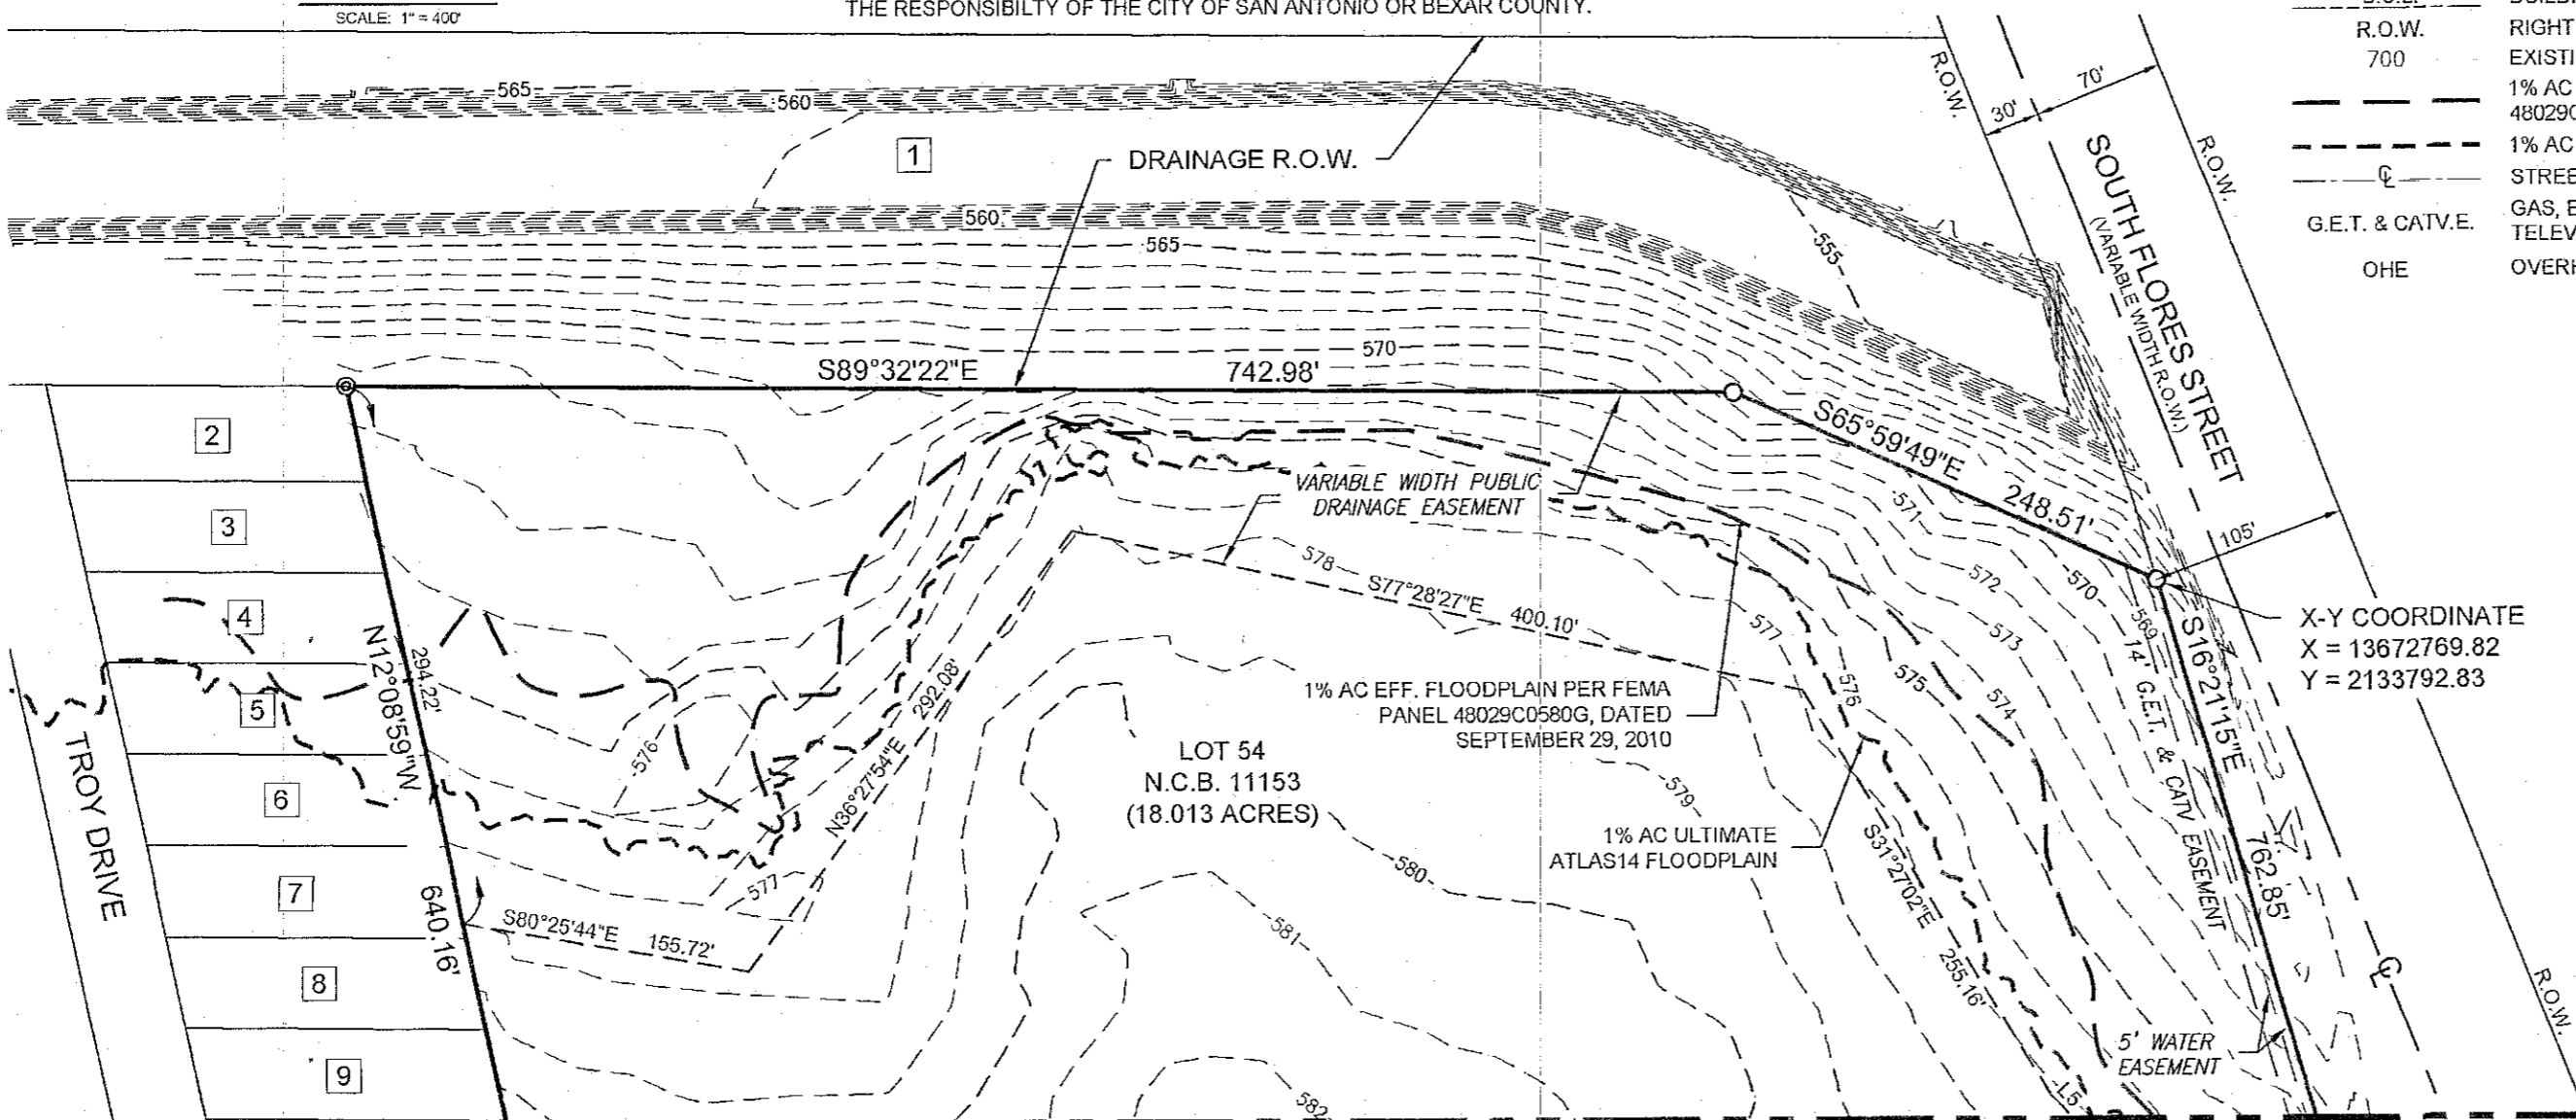 SCALE: 1" = 400'
THE RESPONSIBILTY OF THE CITY OF SAN ANTONIO OR BEXAR COUNTY.
R.O.W.
RIGHT
700
EXISTI
1% AC
48029C
1% AC
℄
STREE
G.E.T. & CATV.E.
GAS, E
TELEV
OHE
OVERH
R.O.W.
30'
70'
R.O.W.
SOUTH FLORES STREET
(VARIABLE WIDTH R.O.W.)
565
560
1
DRAINAGE R.O.W.
560
565
555
570
S89°32'22"E
742.98'
S65°59'49"E
248.51'
105'
2
3
4
5
6
7
8
9
TROY DRIVE
N12°08'59"W
294.22'
640.16'
VARIABLE WIDTH PUBLIC
DRAINAGE EASEMENT
578
S77°28'27"E
400.10'
571
572
570
569
573
577
576
575
574
14' G.E.T. & CATV EASEMENT
S16°21'15"E
762.85'
X-Y COORDINATE
X = 13672769.82
Y = 2133792.83
1% AC EFF. FLOODPLAIN PER FEMA
PANEL 48029C0580G, DATED
SEPTEMBER 29, 2010
LOT 54
N.C.B. 11153
(18.013 ACRES)
576
292.08'
N36°27'54"E
577
S80°25'44"E
155.72'
579
580
581
582
1% AC ULTIMATE
ATLAS14 FLOODPLAIN
S31°27'02"E
255.16'
L5
5' WATER
EASEMENT
℄
R.O.W.